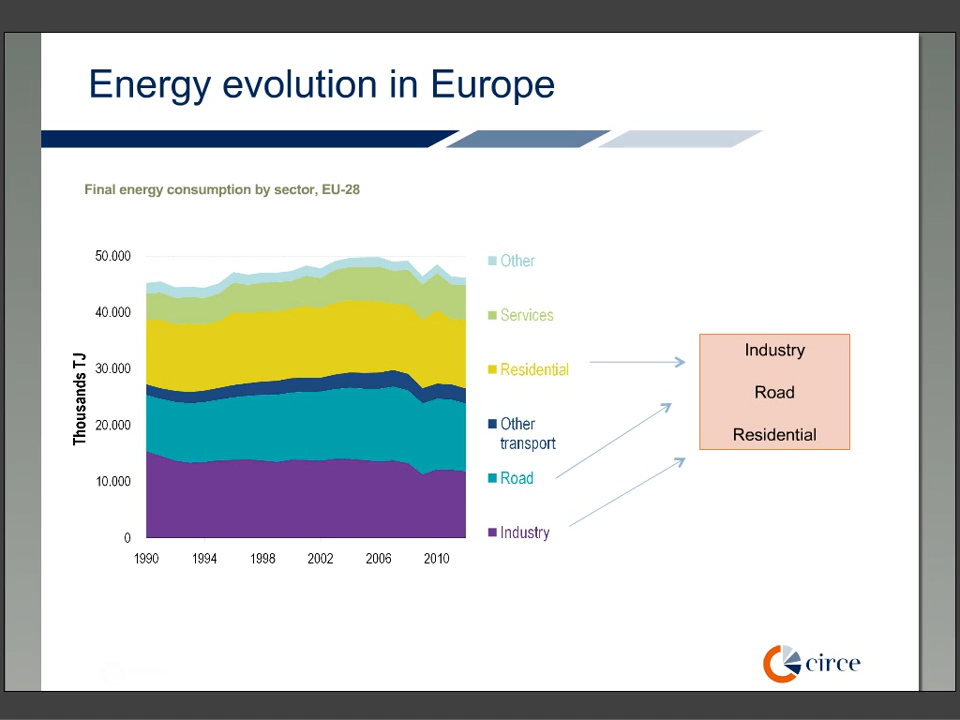 Energy evolution in Europe
Final energy consumption by sector, EU-28
Thousands TJ
50.000
40.000
30.000
20.000
10.000
0
1990 1994 1998 2002 2006 2010
Other
Services
Residential
Other
transport
Road
Industry
Industry
Road
Residential
circe